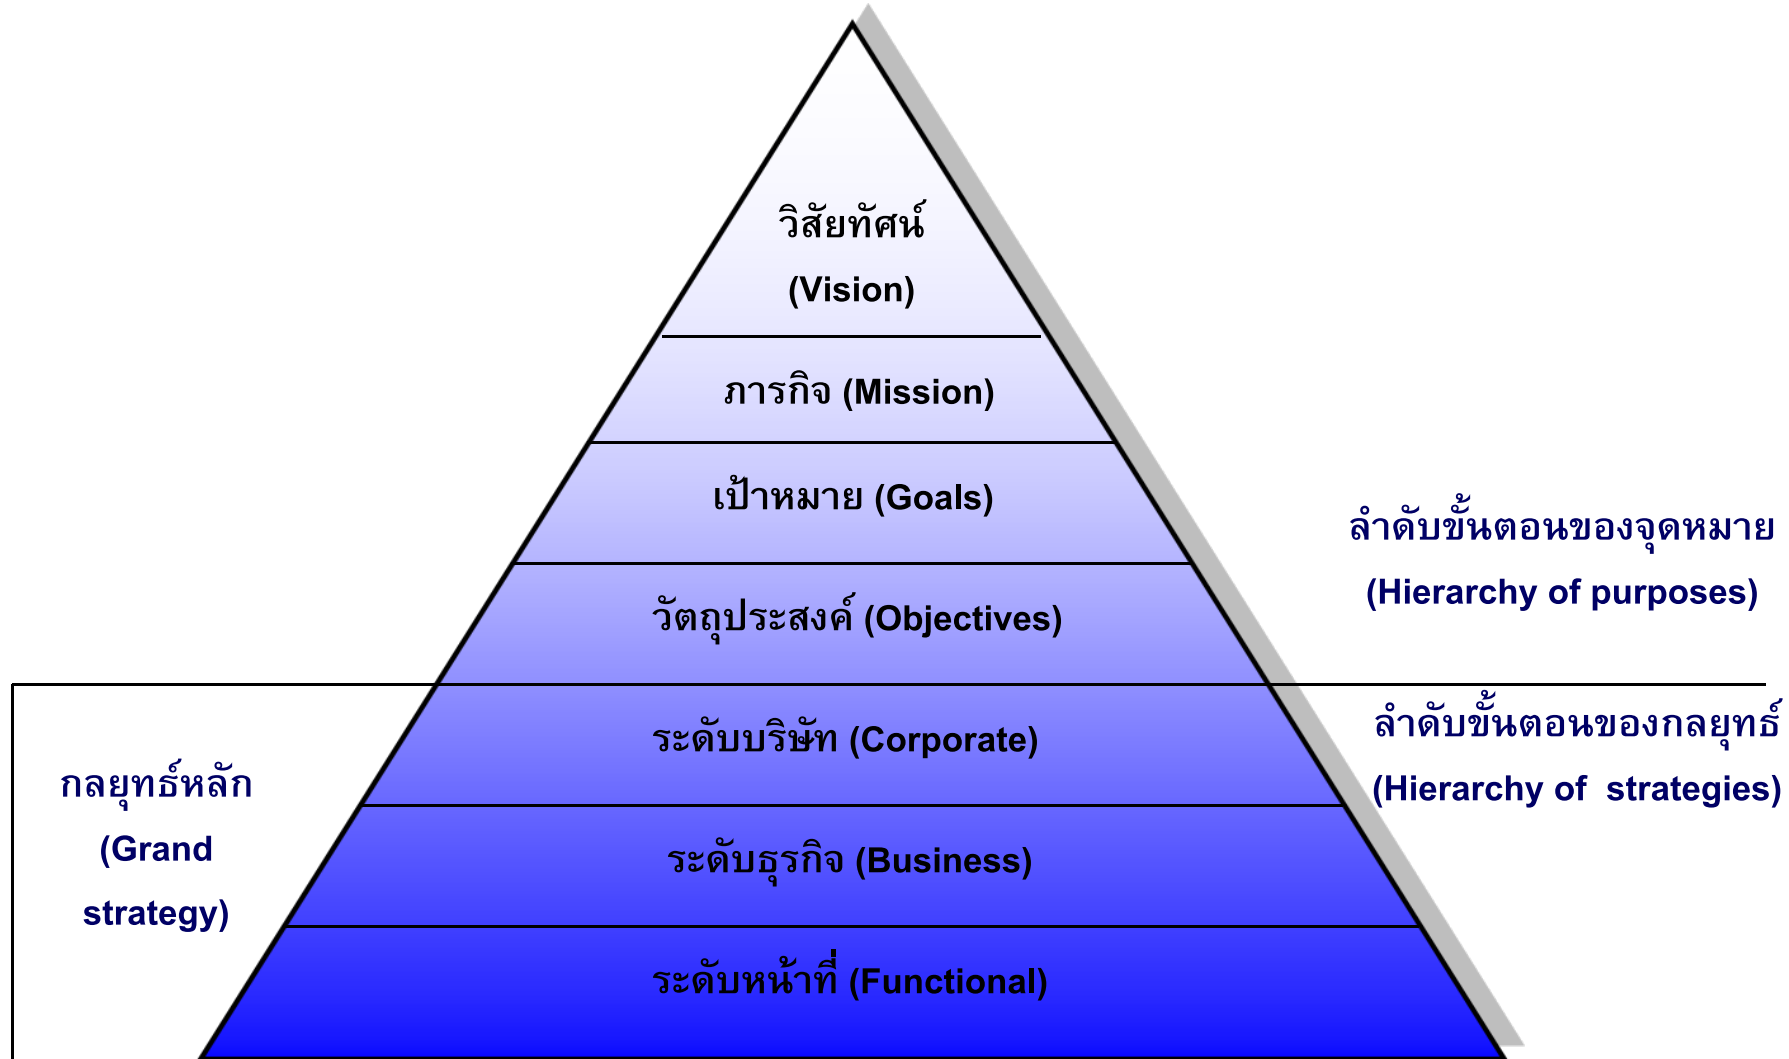 วิสัยทัศน์
(Vision)
ภารกิจ (Mission)
เป้าหมาย (Goals)
วัตถุประสงค์ (Objectives)
ลำดับขั้นตอนของจุดหมาย
(Hierarchy of purposes)
ระดับบริษัท (Corporate)
ระดับธุรกิจ (Business)
ระดับหน้าที่ (Functional)
ลำดับขั้นตอนของกลยุทธ์
(Hierarchy of strategies)
กลยุทธ์หลัก
(Grand
strategy)